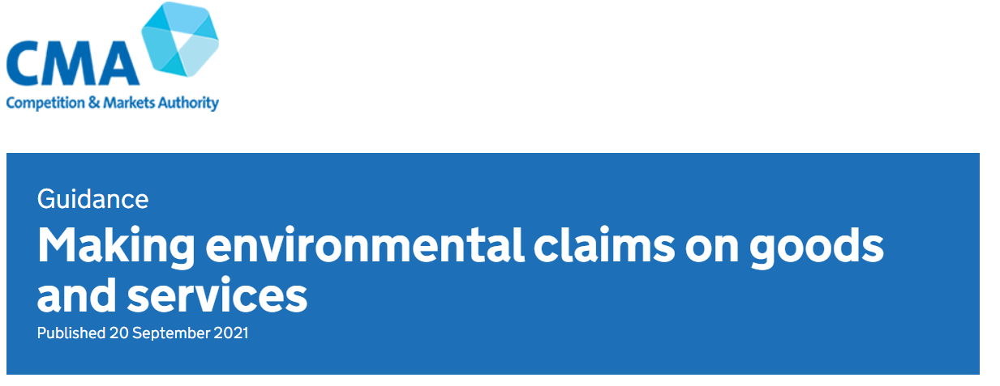 CMA
Competition & Markets Authority
Guidance
Making environmental claims on goods
and services
Published 20 September 2021